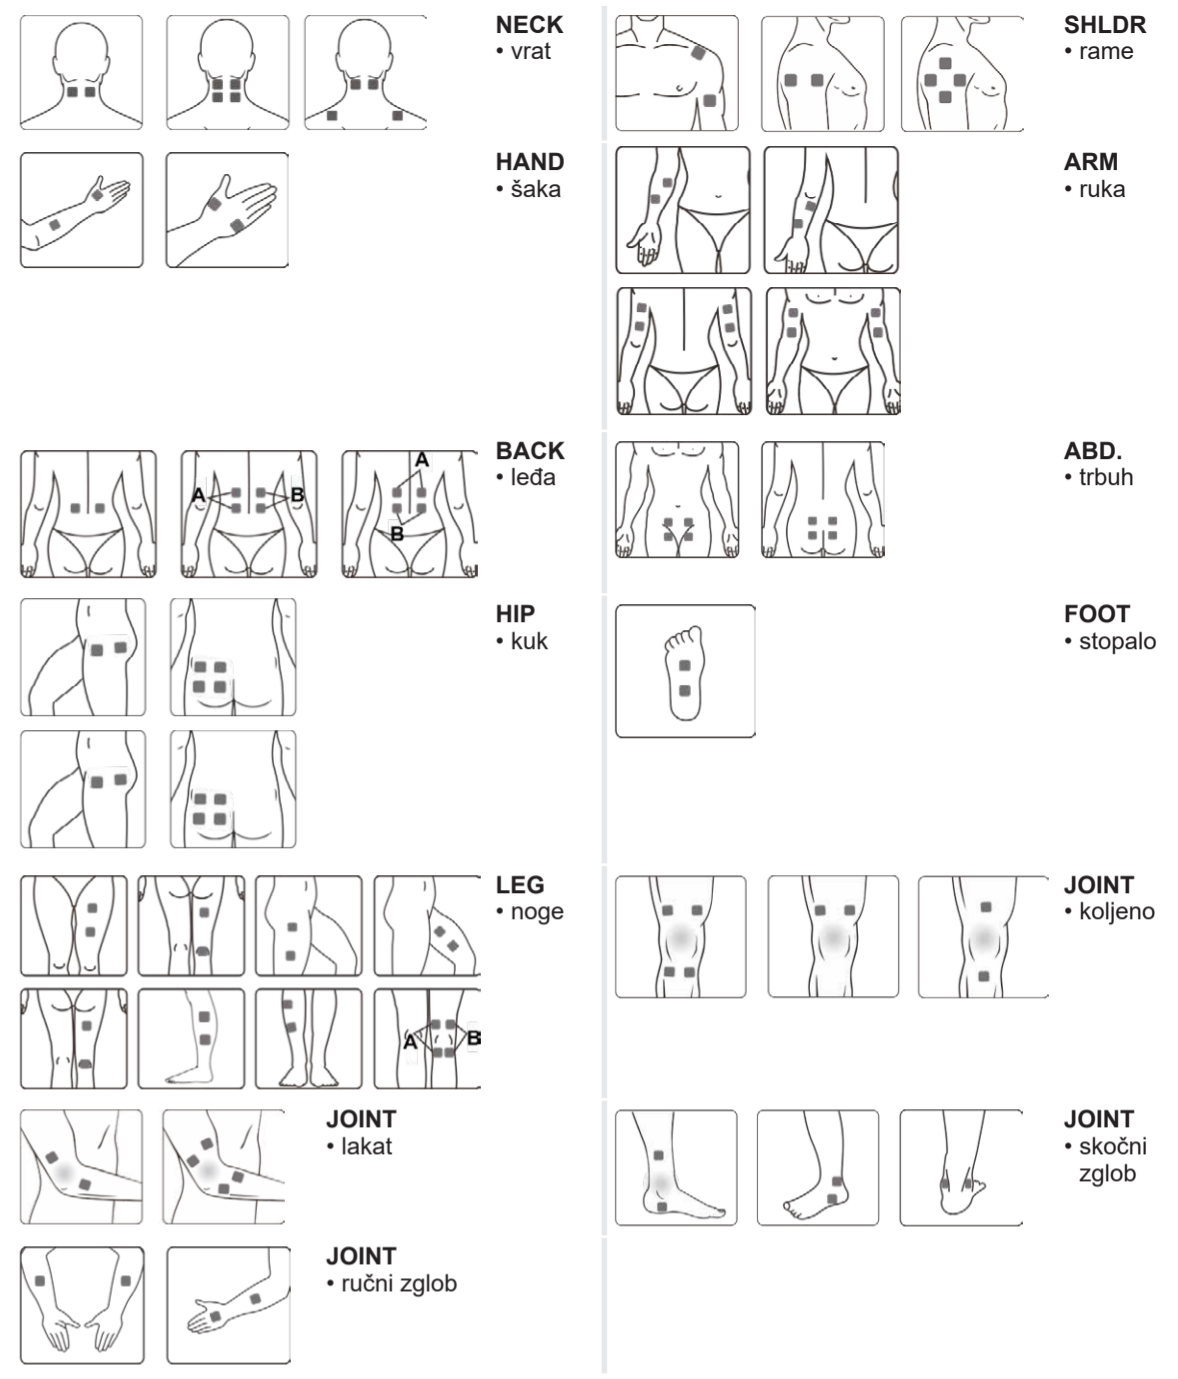 NECK
• vrat
SHLDR
• rame
HAND
• šaka
ARM
• ruka
BACK
• leđa
A
A
B
B
ABD.
• trbuh
HIP
• kuk
FOOT
• stopalo
LEG
• noge
A
B
JOINT
• koljeno
JOINT
• lakat
JOINT
• skočni
zglob
JOINT
• ručni zglob